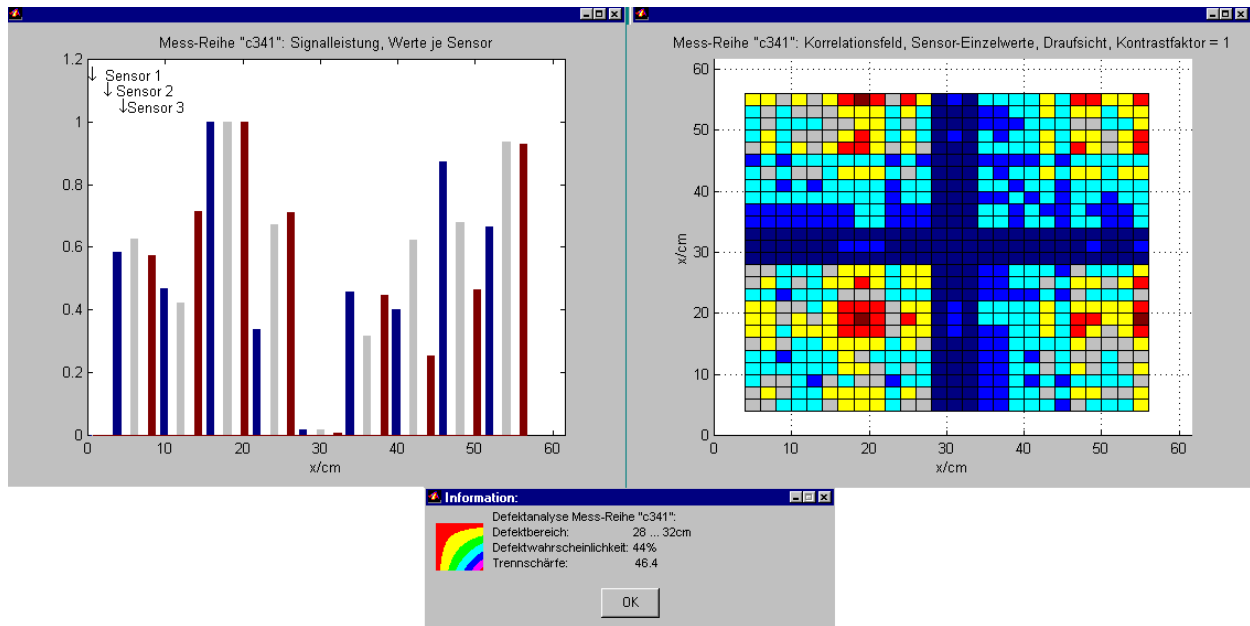 Mess-Reihe "c341": Signalleistung, Werte je Sensor
1.2
1
0.8
0.6
0.4
0.2
0
↓ Sensor 1
↓ Sensor 2
↓Sensor 3
0 10 20 30 40 50 60
x/cm
Mess-Reihe "c341": Korrelationsfeld, Sensor-Einzelwerte, Draufsicht, Kontrastfaktor = 1
60
50
40
30
20
10
0
x/cm
0 10 20 30 40 50 60
x/cm
Information:
Defektanalyse Mess-Reihe "c341":
Defektbereich: 28 ... 32cm
Defektwahrscheinlichkeit: 44%
Trennschärfe: 46.4
OK